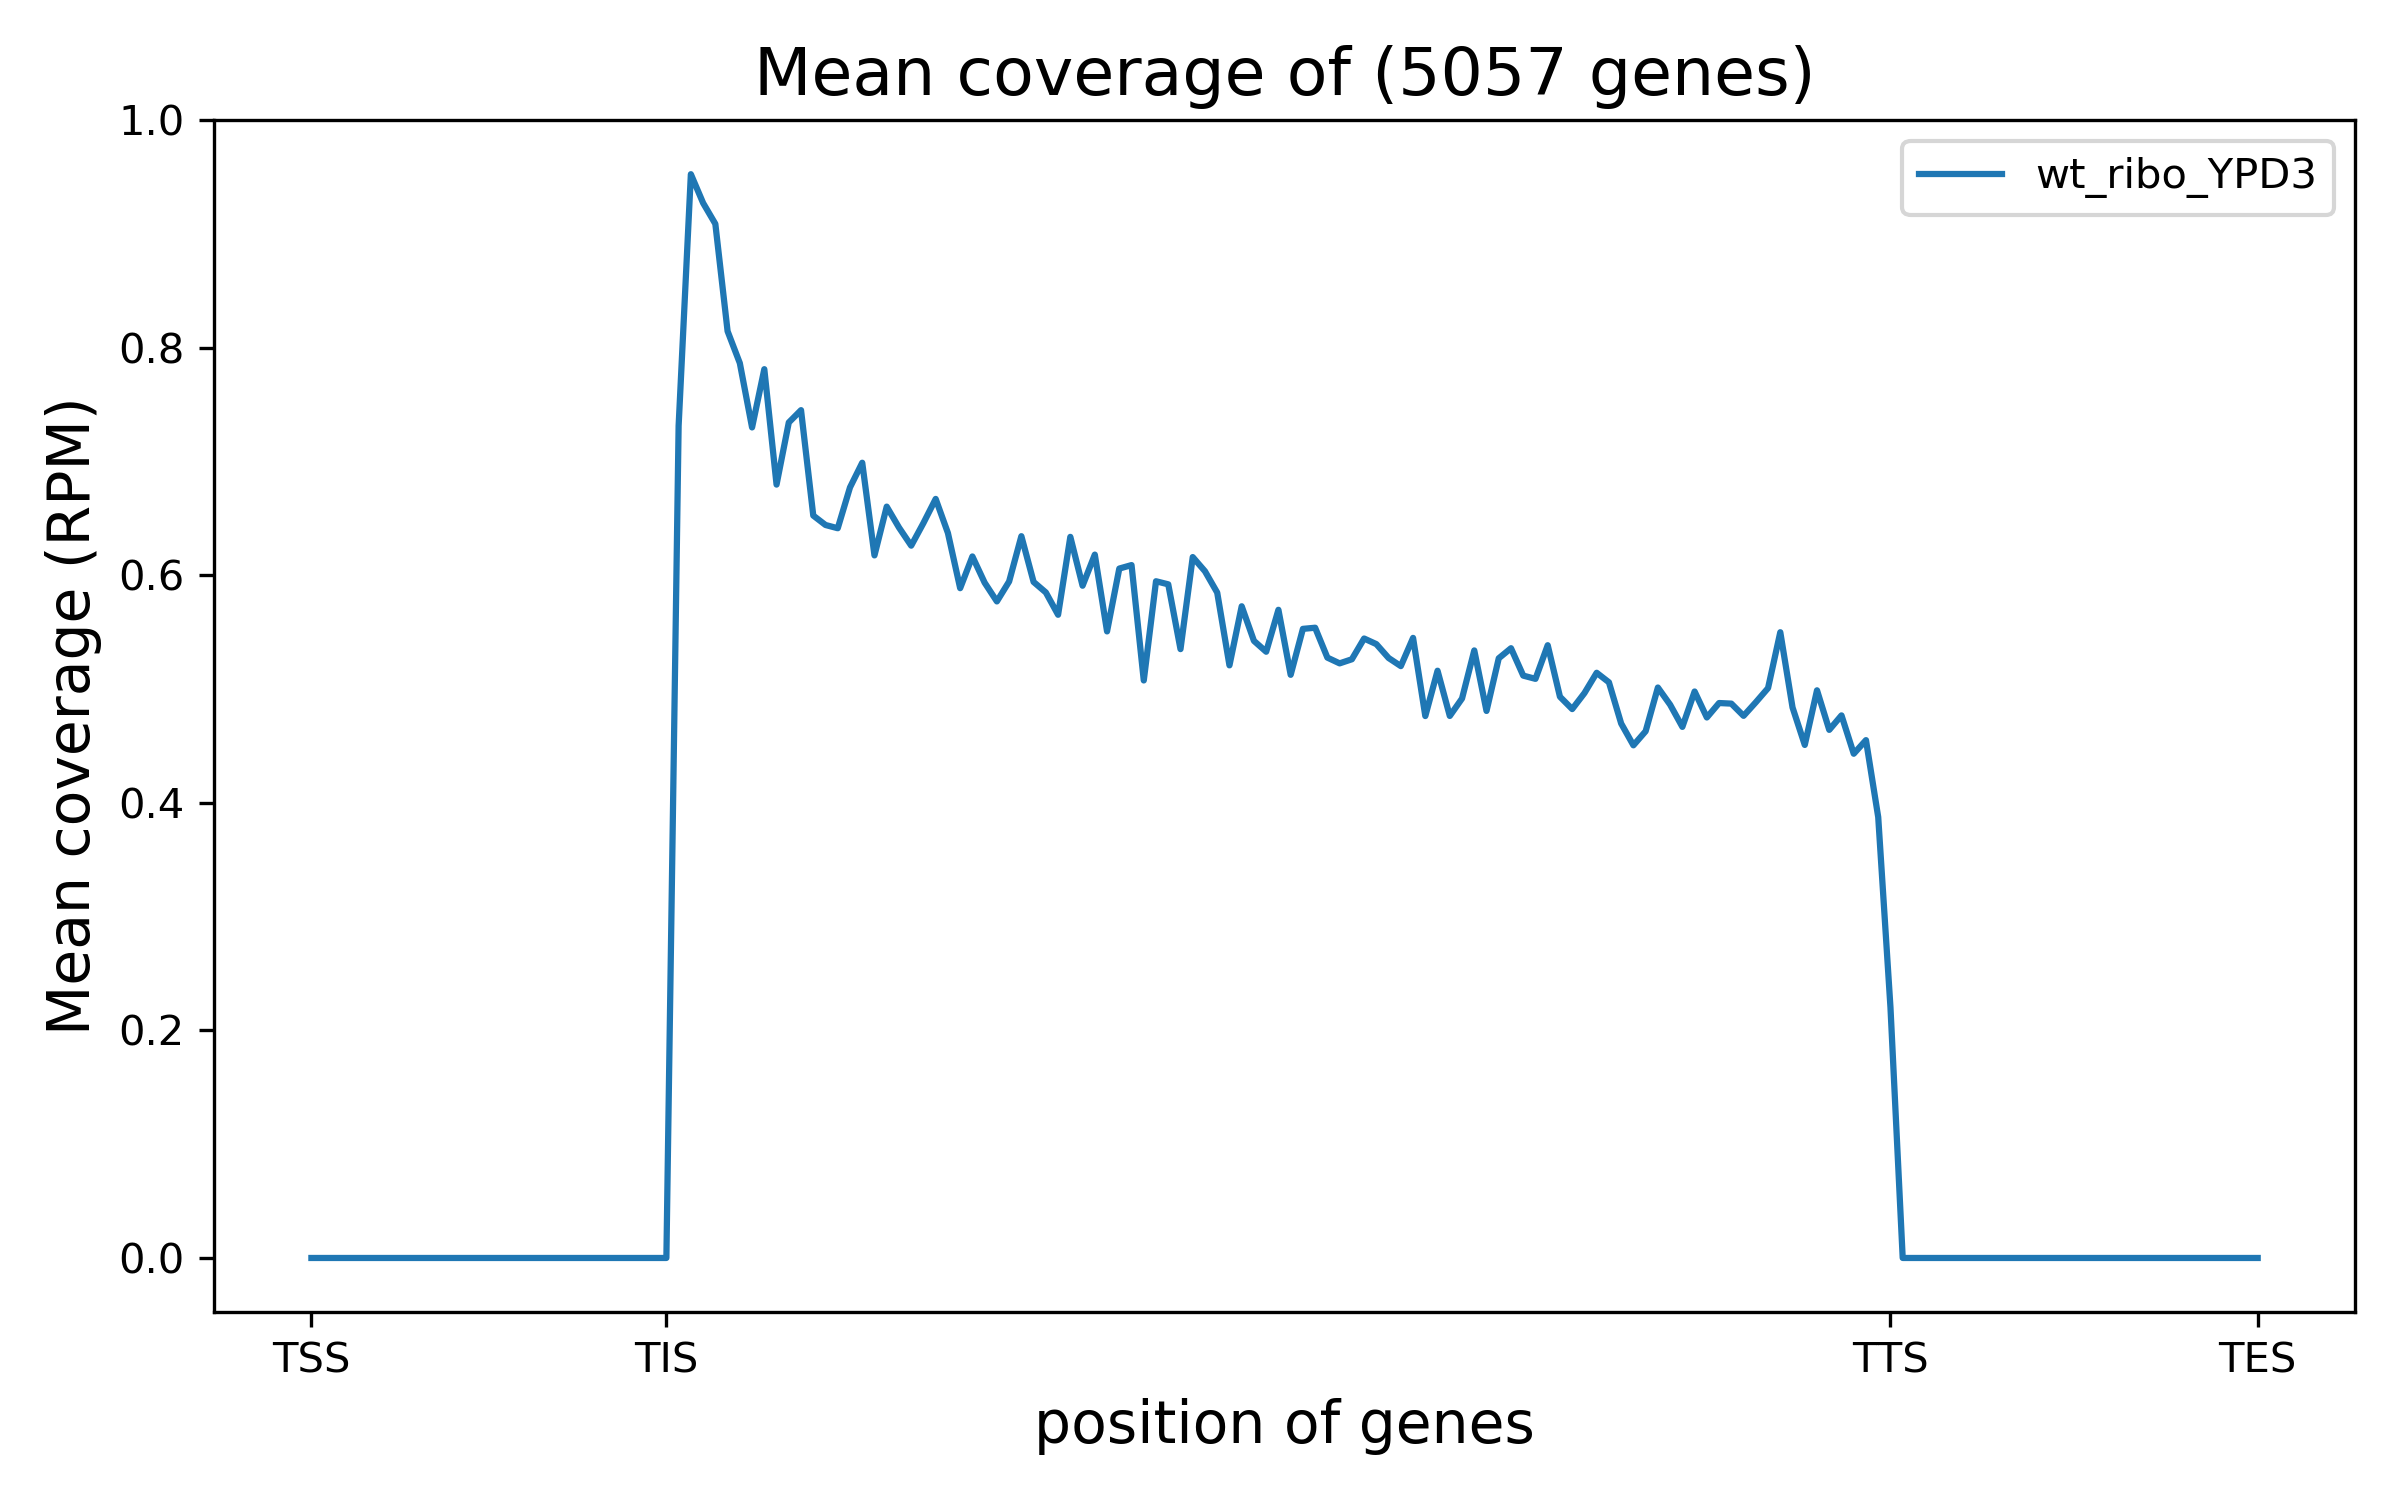 Mean coverage of (5057 genes)
wt_ribo_YPD3
Mean coverage (RPM)
1.0
0.8
0.6
0.4
0.2
0.0
TSS TIS TTS TES
position of genes